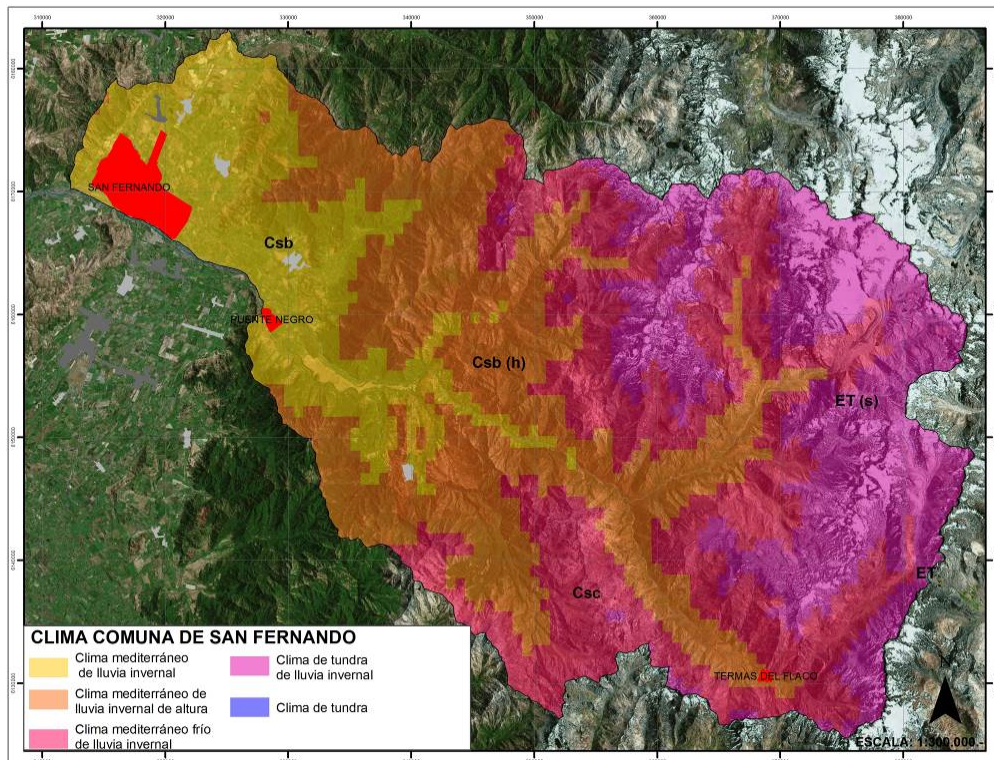 310000 320000 330000 340000 350000 360000 370000 380000
SAN FERNANDO
Csb
PUENTE NEGRO
Csb (h)
ET (s)
ET
Csc
TERMAS DEL FLACO
N
ESCALA: 1:300.000.-
CLIMA COMUNA DE SAN FERNANDO
Clima mediterráneo
de lluvia invernal
Clima mediterráneo de
lluvia invernal de altura
Clima mediterráneo frío
de lluvia invernal
Clima de tundra
de lluvia invernal
Clima de tundra